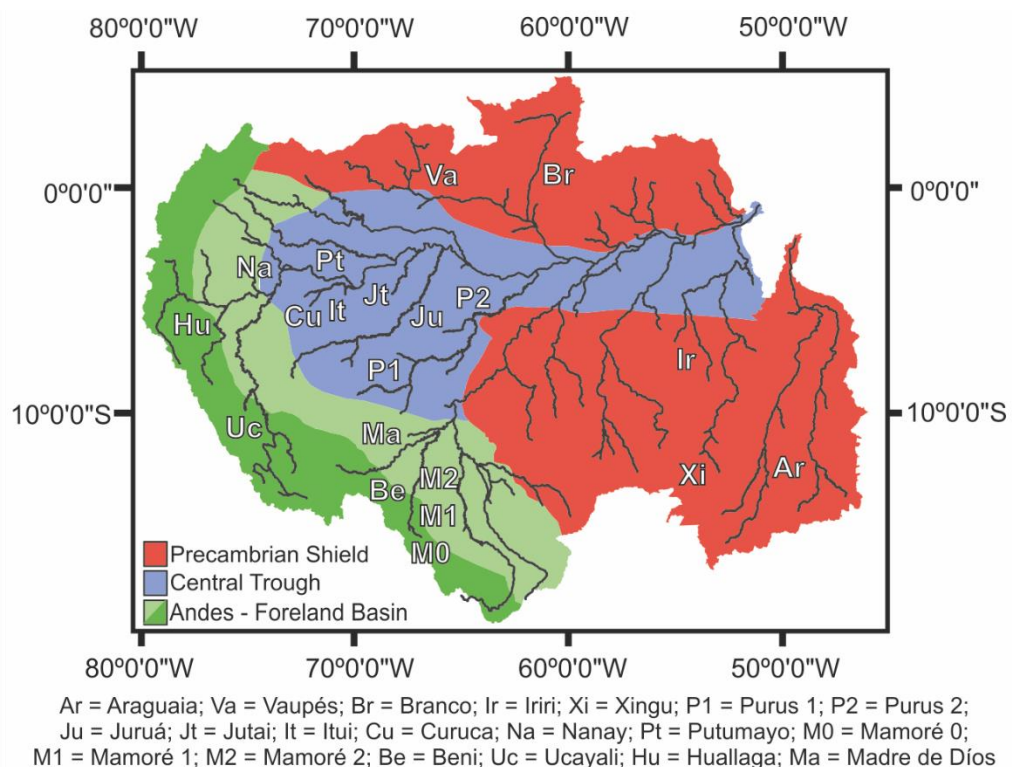 80º0'0"W 70º0'0"W 60º0'0"W 50º0'0"W
0º0'0" 0º0'0"
10º0'0"S 10º0'0"S
Va
Br
Na
Pt
Cu
It
Jt
Ju
P2
Hu
P1
Ir
Uc
Ma
Be
M2
M1
M0
Xi
Ar
Precambrian Shield
Central Trough
Andes - Foreland Basin
80º0'0"W 70º0'0"W 60º0'0"W 50º0'0"W
Ar = Araguaia; Va = Vaupés; Br = Branco; Ir = Iriri; Xi = Xingu; P1 = Purus 1; P2 = Purus 2;
Ju = Juruá; Jt = Jutai; It = Itui; Cu = Curuca; Na = Nanay; Pt = Putumayo; M0 = Mamoré 0;
M1 = Mamoré 1; M2 = Mamoré 2; Be = Beni; Uc = Ucayali; Hu = Huallaga; Ma = Madre de Díos